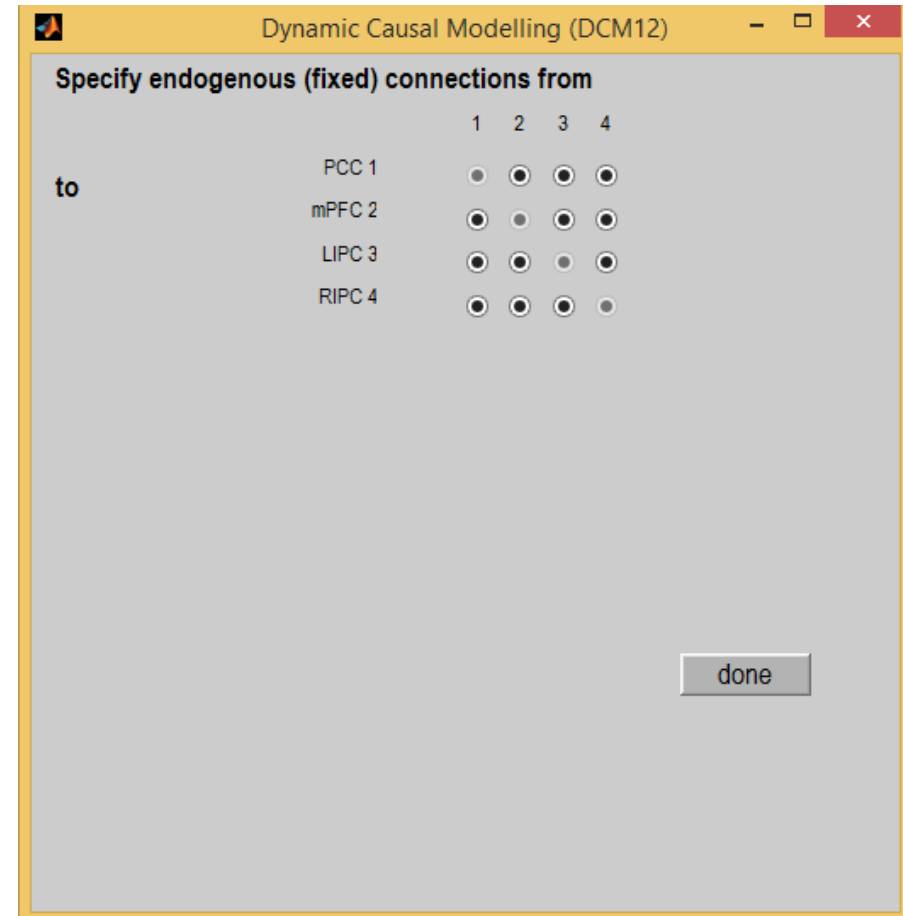 Dynamic Causal Modelling (DCM12)
Specify endogenous (fixed) connections from
1 2 3 4
to
PCC 1
mPFC 2
LIPC 3
RIPC 4
done